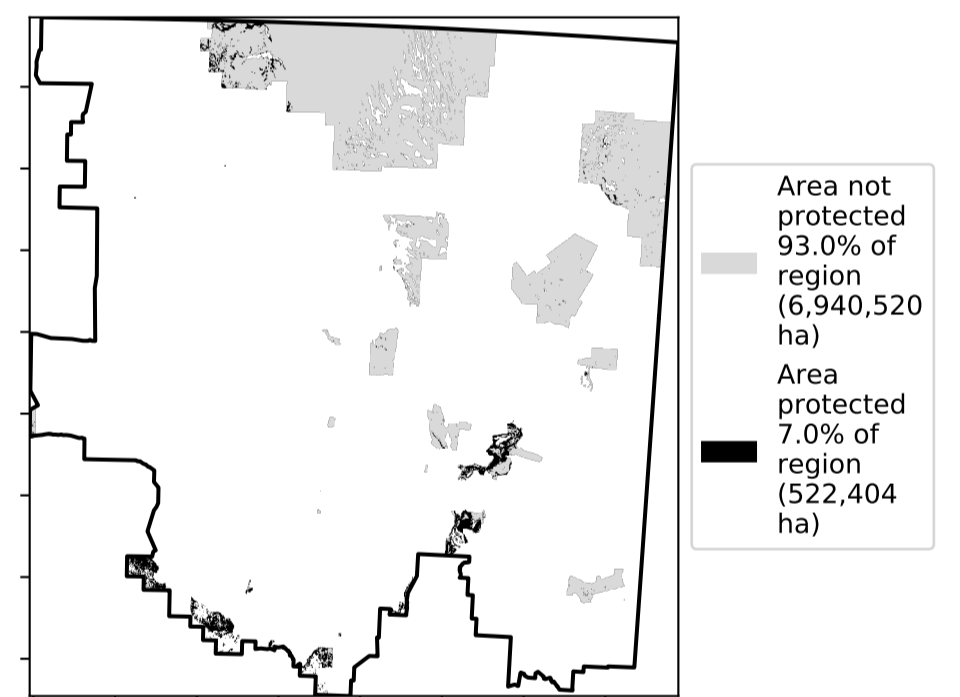 Area not
protected
93.0% of
region
(6,940,520
ha)
Area
protected
7.0% of
region
(522,404
ha)